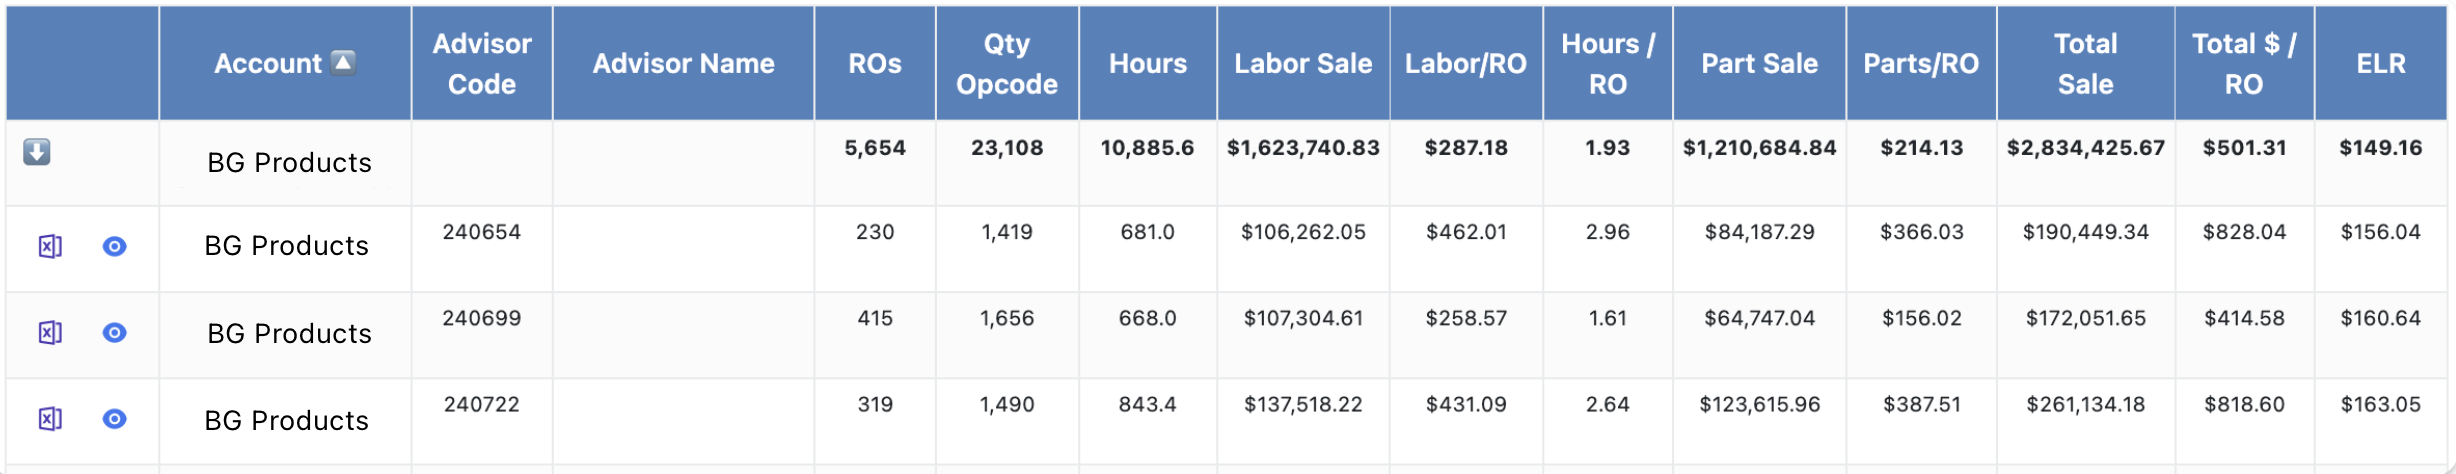 Account Advisor Code Advisor Name ROs Qty Opcode Hours Labor Sale Labor/RO Hours / RO Part Sale Parts/RO Total Sale Total $ / RO ELR
BG Products 5,654 23,108 10,885.6 $1,623,740.83 $287.18 1.93 $1,210,684.84 $214.13 $2,834,425.67 $501.31 $149.16
BG Products 240654 230 1,419 681.0 $106,262.05 $462.01 2.96 $84,187.29 $366.03 $190,449.34 $828.04 $156.04
BG Products 240699 415 1,656 668.0 $107,304.61 $258.57 1.61 $64,747.04 $156.02 $172,051.65 $414.58 $160.64
BG Products 240722 319 1,490 843.4 $137,518.22 $431.09 2.64 $123,615.96 $387.51 $261,134.18 $818.60 $163.05